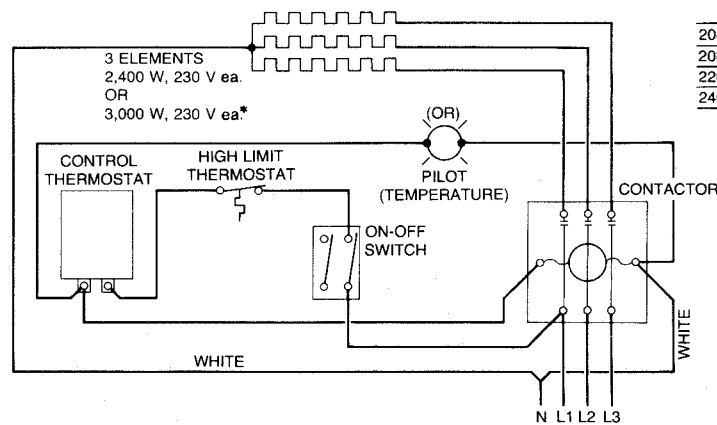 3 ELEMENTS
2,400 W, 230 V ea.
OR
3,000 W, 230 V ea.*
(OR)
PILOT
(TEMPERATURE)
CONTROL
THERMOSTAT
HIGH LIMIT
THERMOSTAT
ON-OFF
SWITCH
CONTACTOR
WHITE
WHITE
N L1 L2 L3